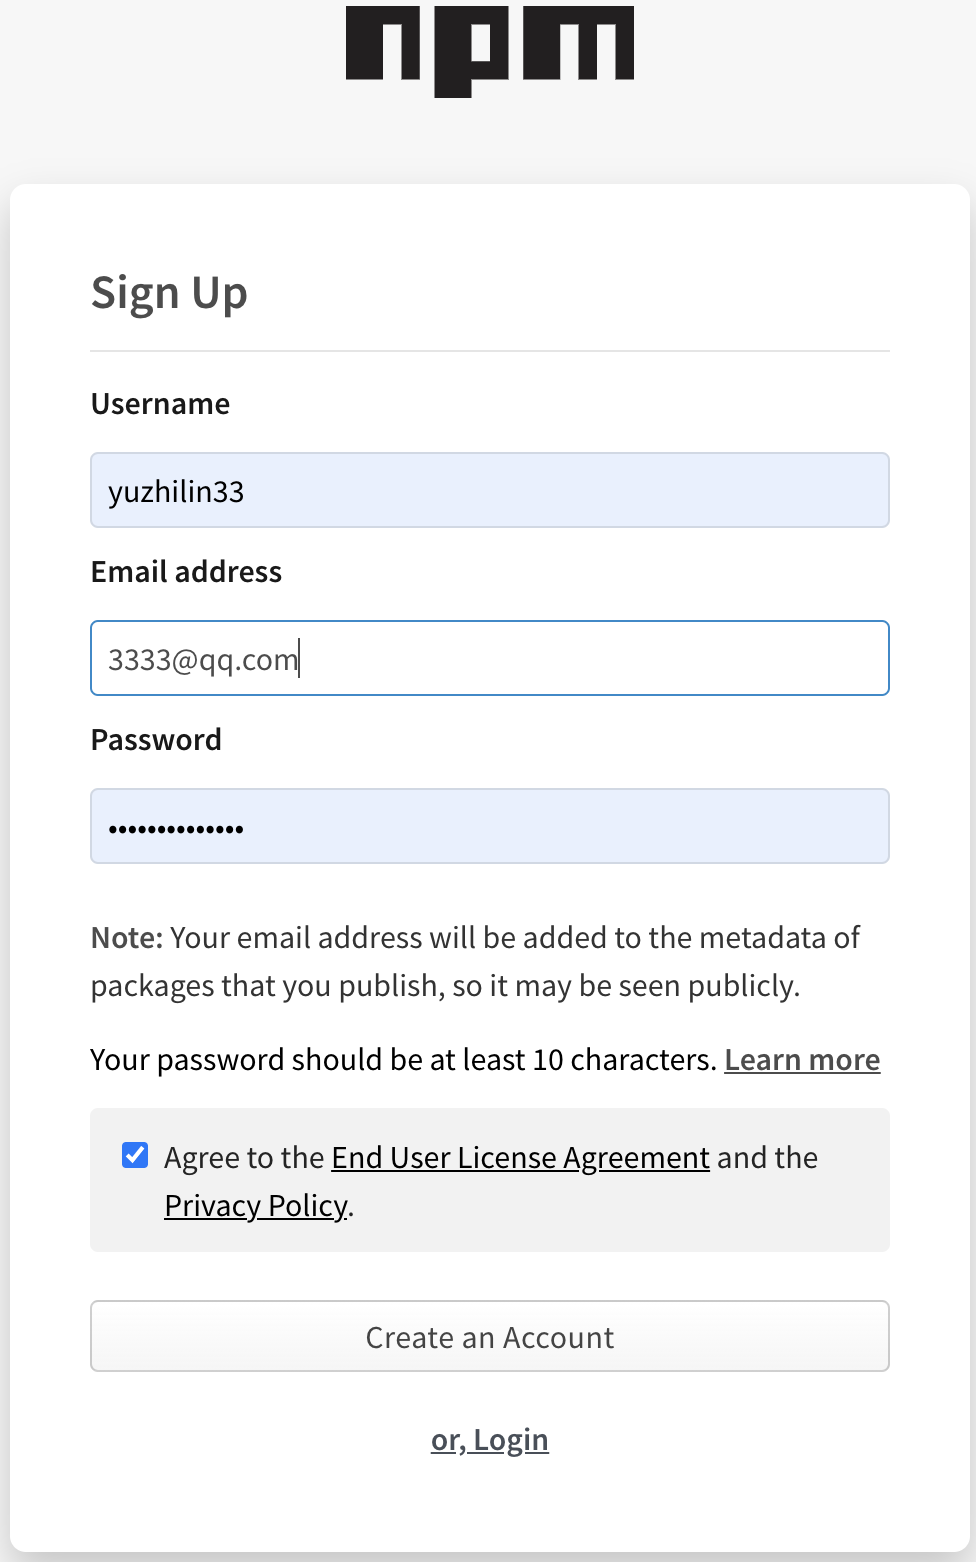 npm
Sign Up
Username
yuzhilin33
Email address
3333@qq.com
Password
••••••••••••••
Note: Your email address will be added to the metadata of
packages that you publish, so it may be seen publicly.
Your password should be at least 10 characters. Learn more
Agree to the End User License Agreement and the
Privacy Policy.
Create an Account
or, Login